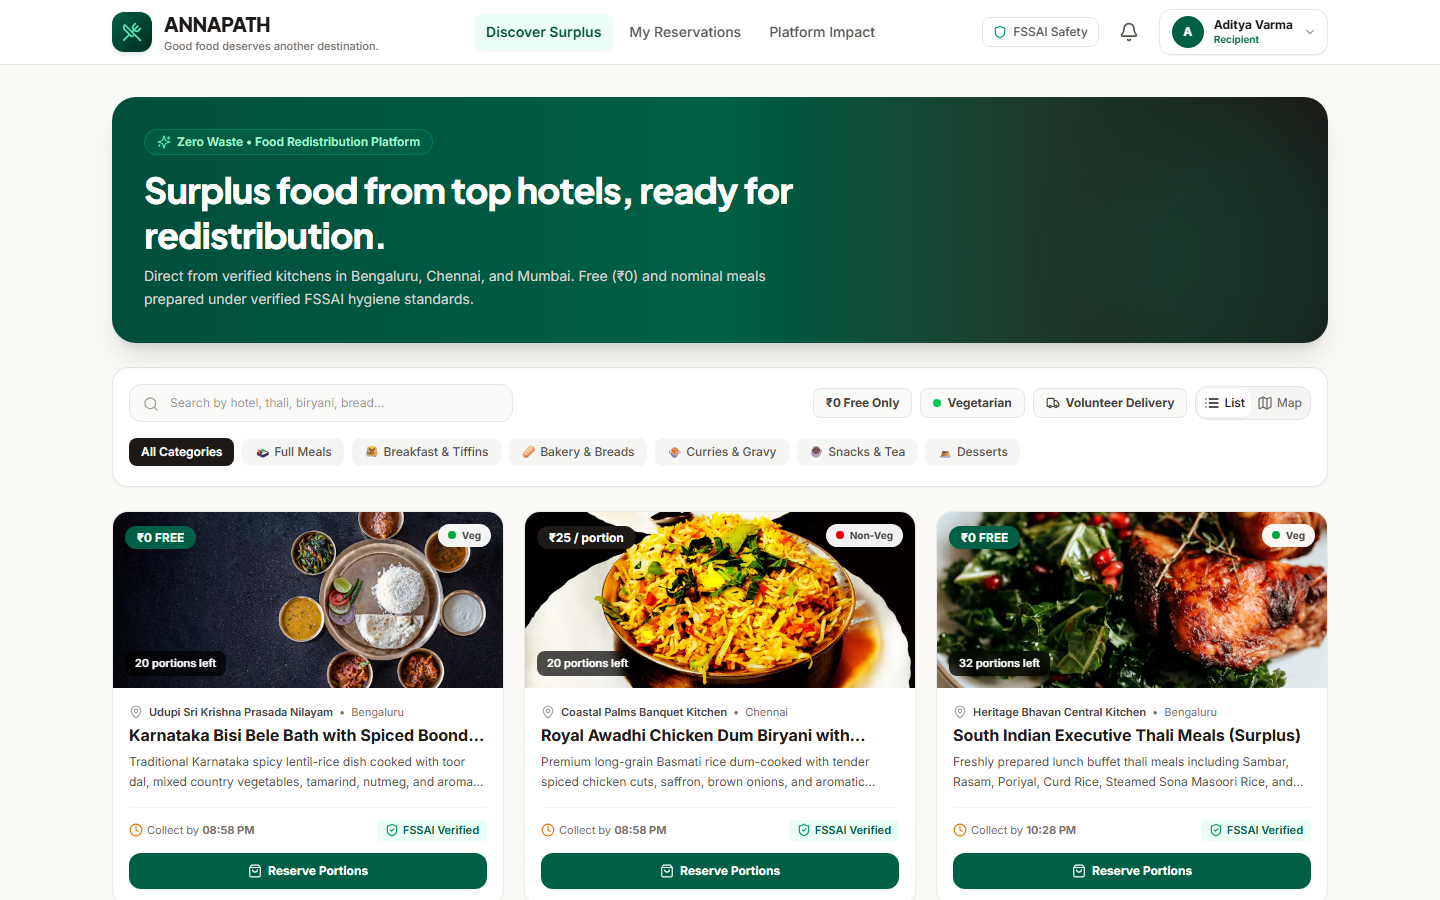 ANNAPATH
Good food deserves another destination.
Discover Surplus
My Reservations
Platform Impact
FSSAI Safety
A
Aditya Varma
Recipient
Zero Waste • Food Redistribution Platform
Surplus food from top hotels, ready for
redistribution.
Direct from verified kitchens in Bengaluru, Chennai, and Mumbai. Free (₹0) and nominal meals
prepared under verified FSSAI hygiene standards.
Search by hotel, thali, biryani, bread...
₹0 Free Only
Vegetarian
Volunteer Delivery
List
Map
All Categories
Full Meals
Breakfast & Tiffins
Bakery & Breads
Curries & Gravy
Snacks & Tea
Desserts
₹0 FREE
Veg
20 portions left
Udupi Sri Krishna Prasada Nilayam • Bengaluru
Karnataka Bisi Bele Bath with Spiced Boond...
Traditional Karnataka spicy lentil-rice dish cooked with toor
dal, mixed country vegetables, tamarind, nutmeg, and aroma...
Collect by 08:58 PM
FSSAI Verified
Reserve Portions
₹25 / portion
Non-Veg
20 portions left
Coastal Palms Banquet Kitchen • Chennai
Royal Awadhi Chicken Dum Biryani with...
Premium long-grain Basmati rice dum-cooked with tender
spiced chicken cuts, saffron, brown onions, and aromatic...
Collect by 08:58 PM
FSSAI Verified
Reserve Portions
₹0 FREE
Veg
32 portions left
Heritage Bhavan Central Kitchen • Bengaluru
South Indian Executive Thali Meals (Surplus)
Freshly prepared lunch buffet thali meals including Sambar,
Rasam, Poriyal, Curd Rice, Steamed Sona Masoori Rice, and...
Collect by 10:28 PM
FSSAI Verified
Reserve Portions